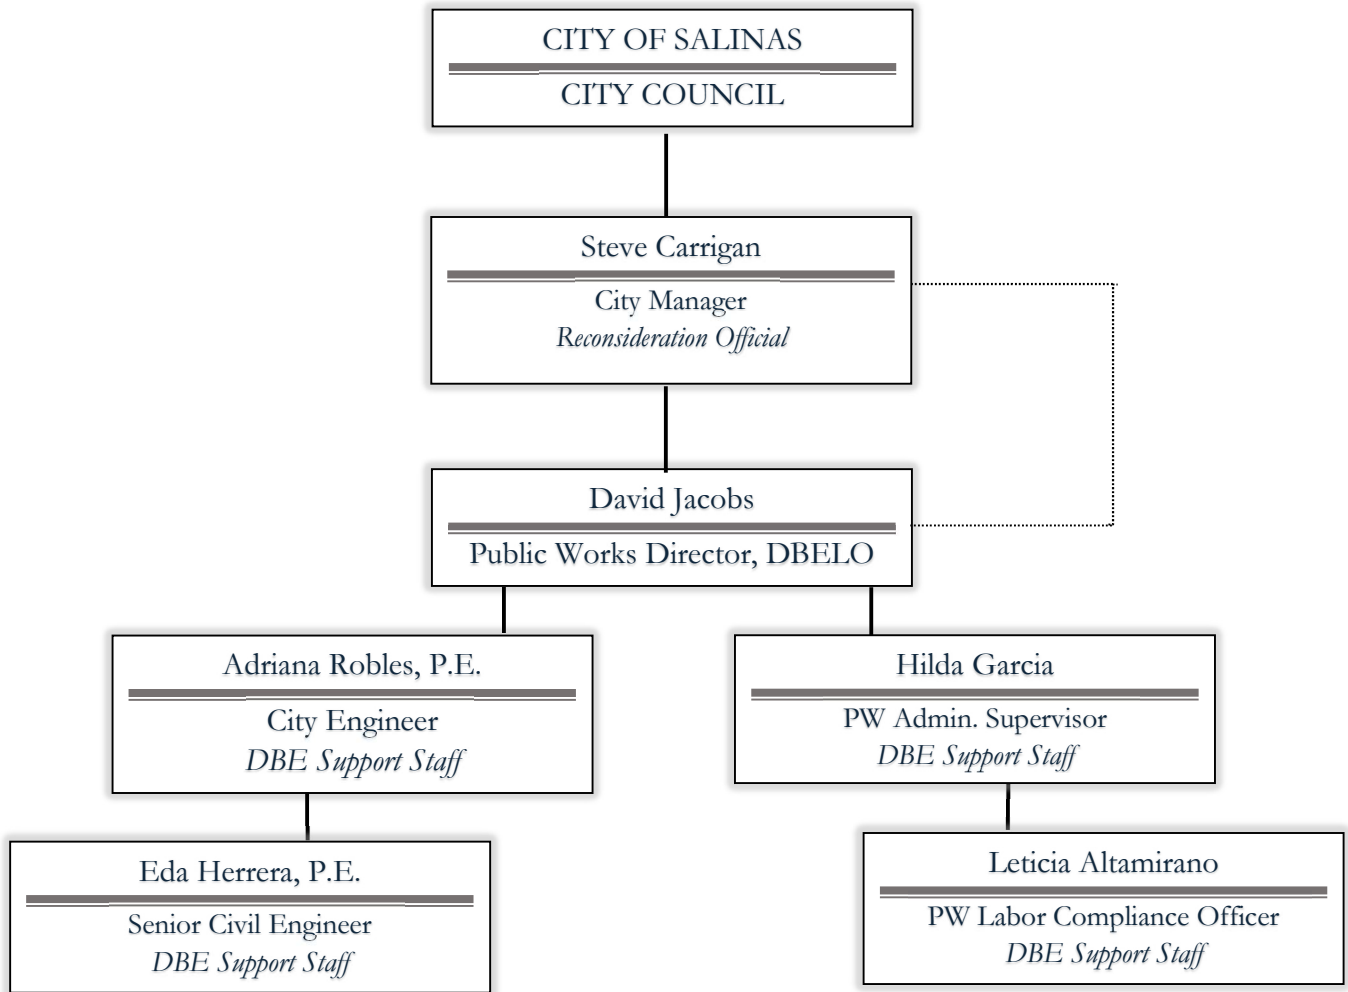 CITY OF SALINAS
CITY COUNCIL
Steve Carrigan
City Manager
Reconsideration Official
David Jacobs
Public Works Director, DBELO
Adriana Robles, P.E.
City Engineer
DBE Support Staff
Hilda Garcia
PW Admin. Supervisor
DBE Support Staff
Eda Herrera, P.E.
Senior Civil Engineer
DBE Support Staff
Leticia Altamirano
PW Labor Compliance Officer
DBE Support Staff